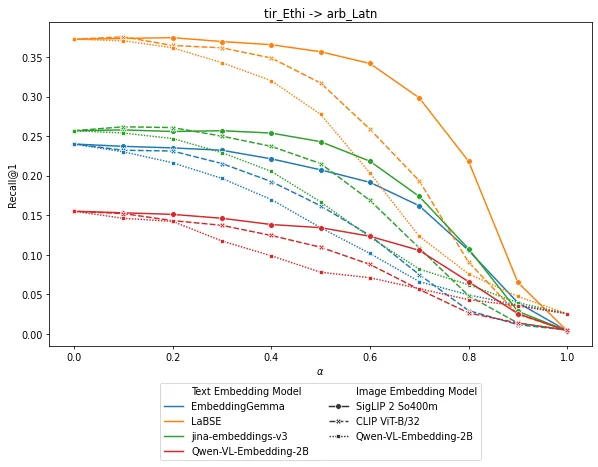 tir_Ethi -> arb_Latn
0.35
0.30
0.25
0.20
0.15
0.10
0.05
0.00
Recall@1
0.0 0.2 0.4 0.6 0.8 1.0
α
Text Embedding Model Image Embedding Model
EmbeddingGemma SigLIP 2 So400m
LaBSE CLIP ViT-B/32
jina-embeddings-v3 Qwen-VL-Embedding-2B
Qwen-VL-Embedding-2B